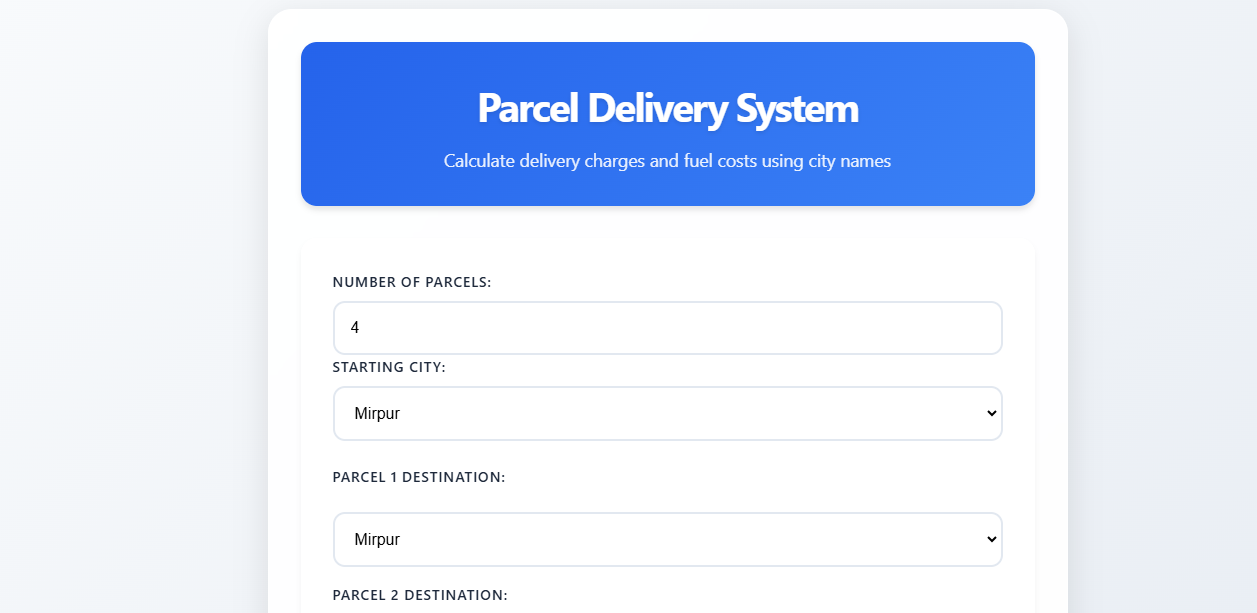 Parcel Delivery System
Calculate delivery charges and fuel costs using city names
NUMBER OF PARCELS:
4
STARTING CITY:
Mirpur
PARCEL 1 DESTINATION:
Mirpur
PARCEL 2 DESTINATION: